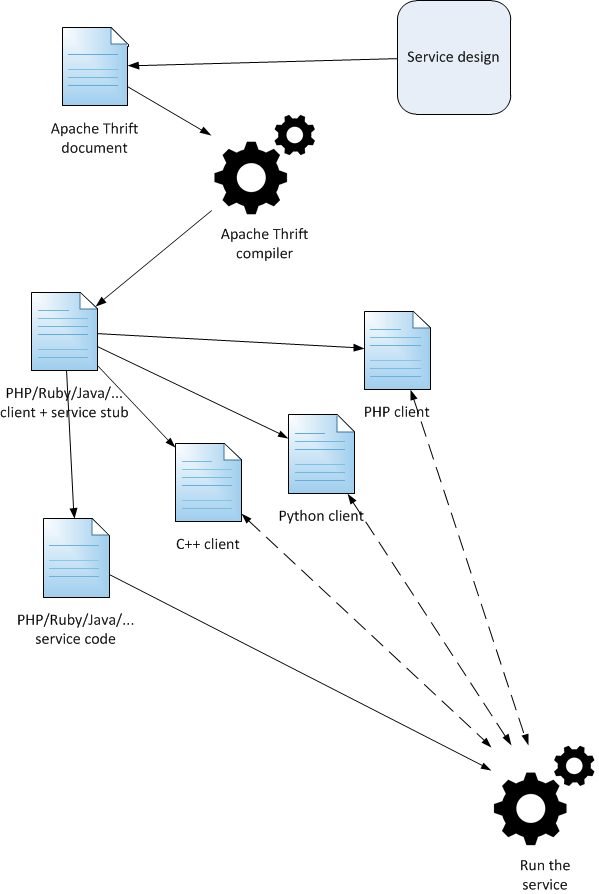 Service design
Apache Thrift
document
Apache Thrift
compiler
PHP/Ruby/Java/...
client + service stub
PHP client
Python client
C++ client
PHP/Ruby/Java/...
service code
Run the
service